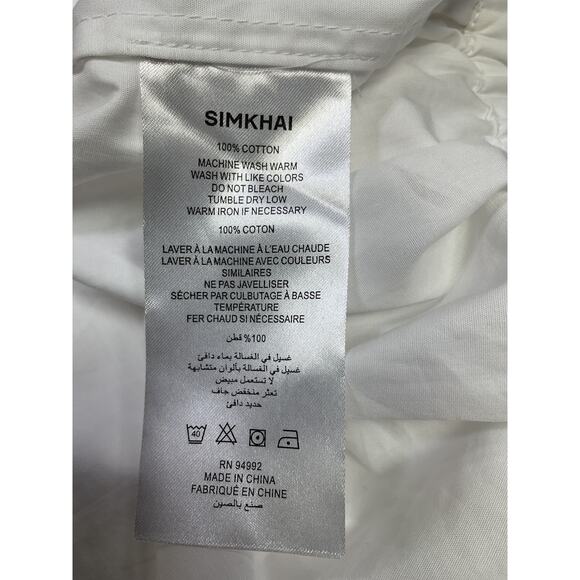 SIMKHAI
100% COTTON
MACHINE WASH WARM
WASH WITH LIKE COLORS
DO NOT BLEACH
TUMBLE DRY LOW
WARM IRON IF NECESSARY
100% COTON
LAVER À LA MACHINE À L'EAU CHAUDE
LAVER À LA MACHINE AVEC COULEURS
SIMILAIRES
NE PAS JAVELLISER
SÉCHER PAR CULBUTAGE À BASSE
TEMPÉRATURE
FER CHAUD SI NÉCESSAIRE
%100 قطن
غسيل في الغسالة بماء دافئ
غسيل في الغسالة بألوان متشابهة
لا تستعمل مبيض
تعثر منخفض جاف
حديد دافئ
40
RN 94992
MADE IN CHINA
FABRIQUÉ EN CHINE
صنع بالصين